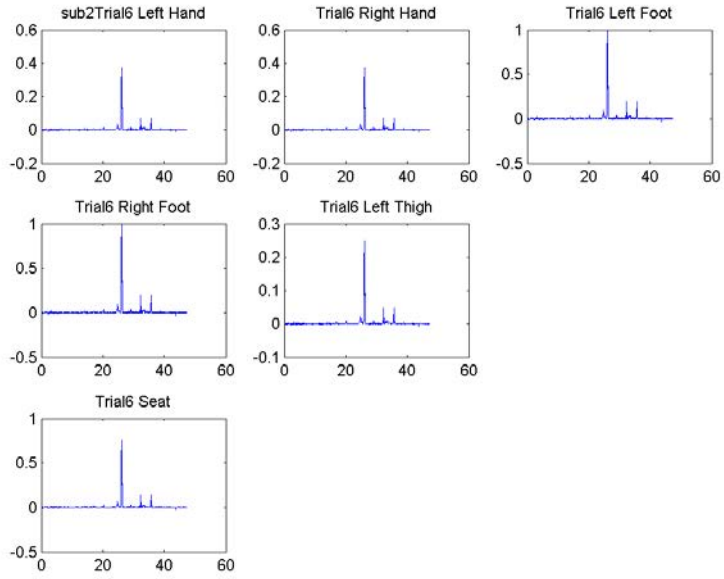 sub2Trial6 Left Hand
0.6
0.4
0.2
0
-0.2
0 20 40 60
Trial6 Right Hand
0.6
0.4
0.2
0
-0.2
0 20 40 60
Trial6 Left Foot
1
0.5
0
-0.5
0 20 40 60
Trial6 Right Foot
1
0.5
0
-0.5
0 20 40 60
Trial6 Left Thigh
0.3
0.2
0.1
0
-0.1
0 20 40 60
Trial6 Seat
1
0.5
0
-0.5
0 20 40 60